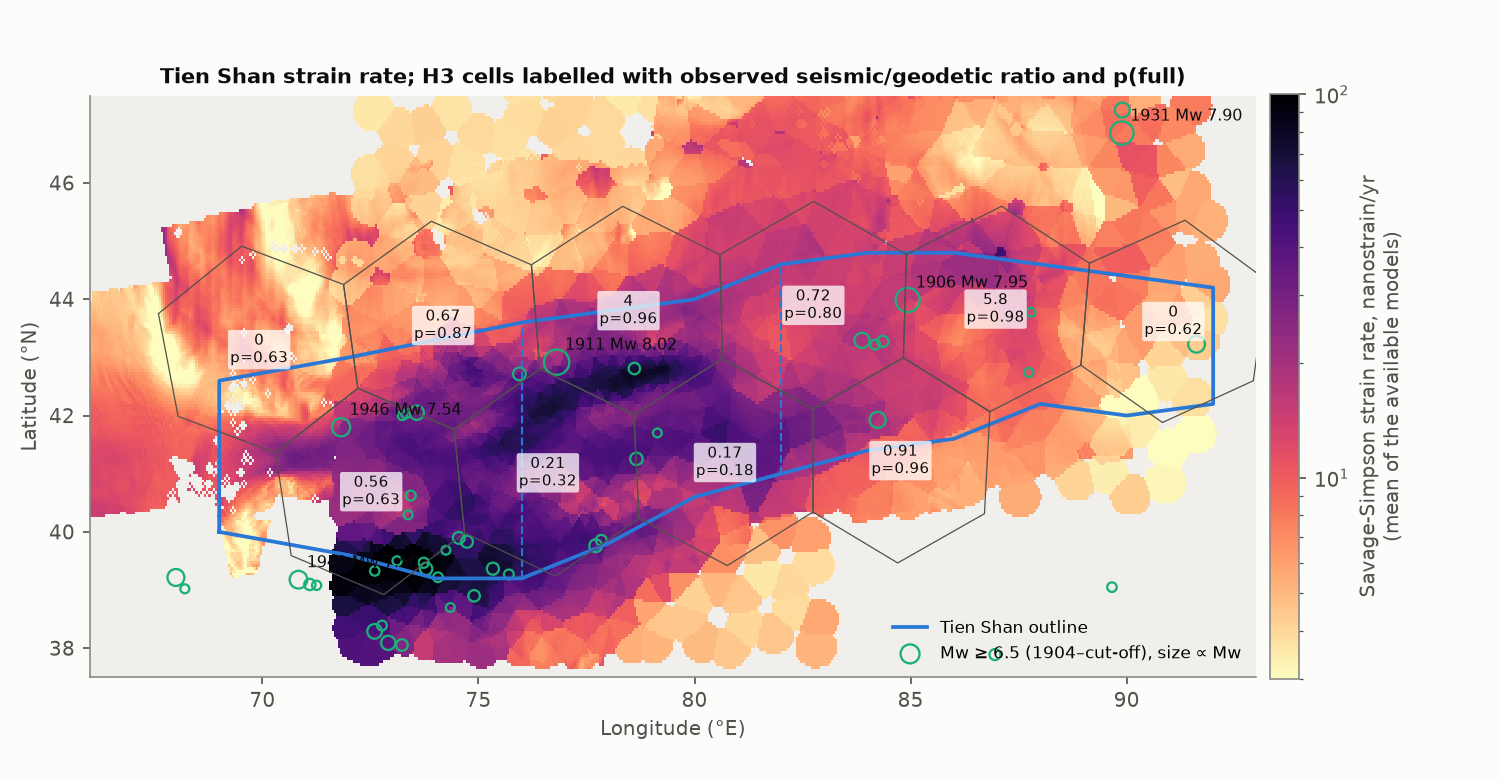 Tien Shan strain rate; H3 cells labelled with observed seismic/geodetic ratio and p(full)
10²
1931 Mw 7.90
46
1906 Mw 7.95
44
0
p=0.63
0.67
p=0.87
4
p=0.96
0.72
p=0.80
5.8
p=0.98
0
p=0.62
1911 Mw 8.02
1946 Mw 7.54
42
0.56
p=0.63
0.21
p=0.32
0.17
p=0.18
0.91
p=0.96
10¹
40
38
Tien Shan outline
Mw ≥ 6.5 (1904–cut-off), size ∝ Mw
70
75
80
85
90
Longitude (°E)
Latitude (°N)
Savage-Simpson strain rate, nanostrain/yr
(mean of the available models)